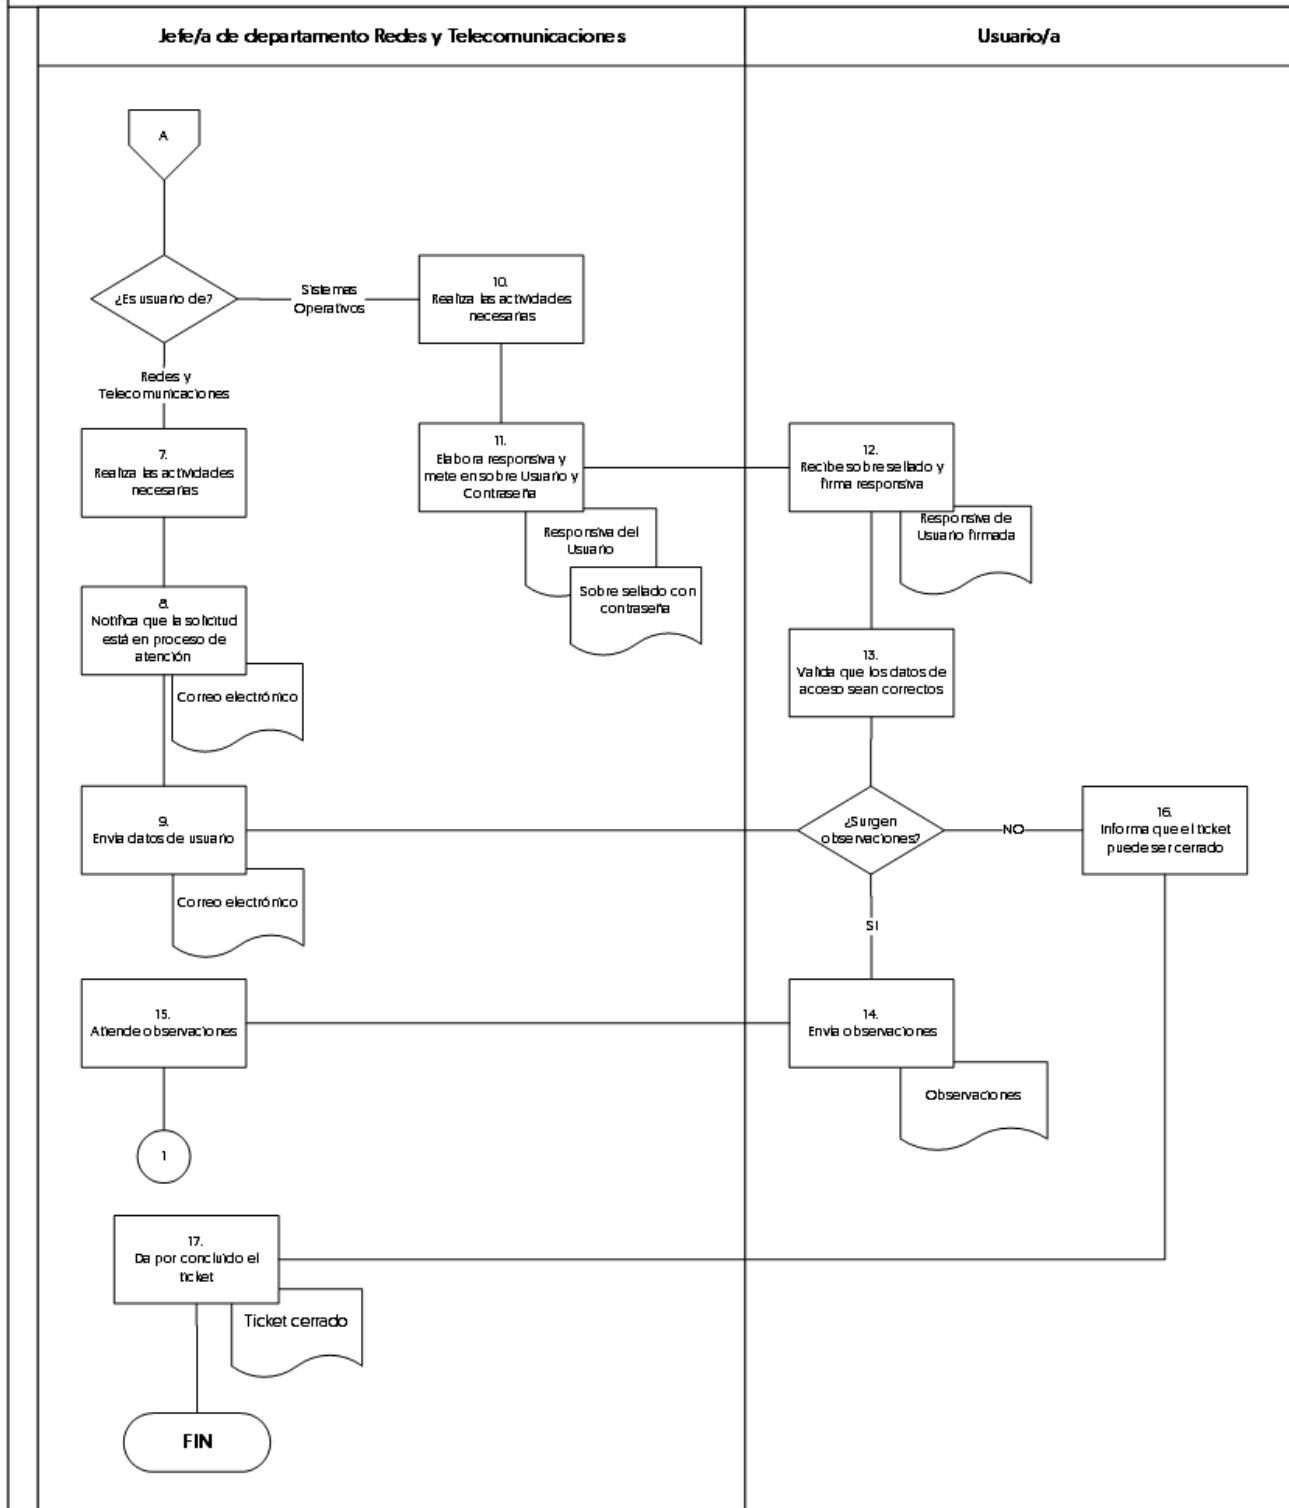 Jefe/a de departamento Redes y Telecomunicaciones
Usuario/a
A
¿Es usuario de?
Sistemas
Operativos
10.
Realiza las actividades
necesarias
Redes y
Telecomunicaciones
7.
Realiza las actividades
necesarias
11.
Elabora responsiva y
mete en sobre Usuario y
Contraseña
Responsiva del
Usuario
Sobre sellado con
contraseña
12.
Recibe sobre sellado y
firma responsiva
Responsiva de
Usuario firmada
8.
Notifica que la solicitud
está en proceso de
atención
Correo electrónico
13.
Valida que los datos de
acceso sean correctos
9.
Envía datos de usuario
Correo electrónico
¿Surgen
observaciones?
NO
16.
Informa que el ticket
puede ser cerrado
SI
15.
Atiende observaciones
14.
Envía observaciones
Observaciones
1
17.
Da por concluido el
ticket
Ticket cerrado
FIN